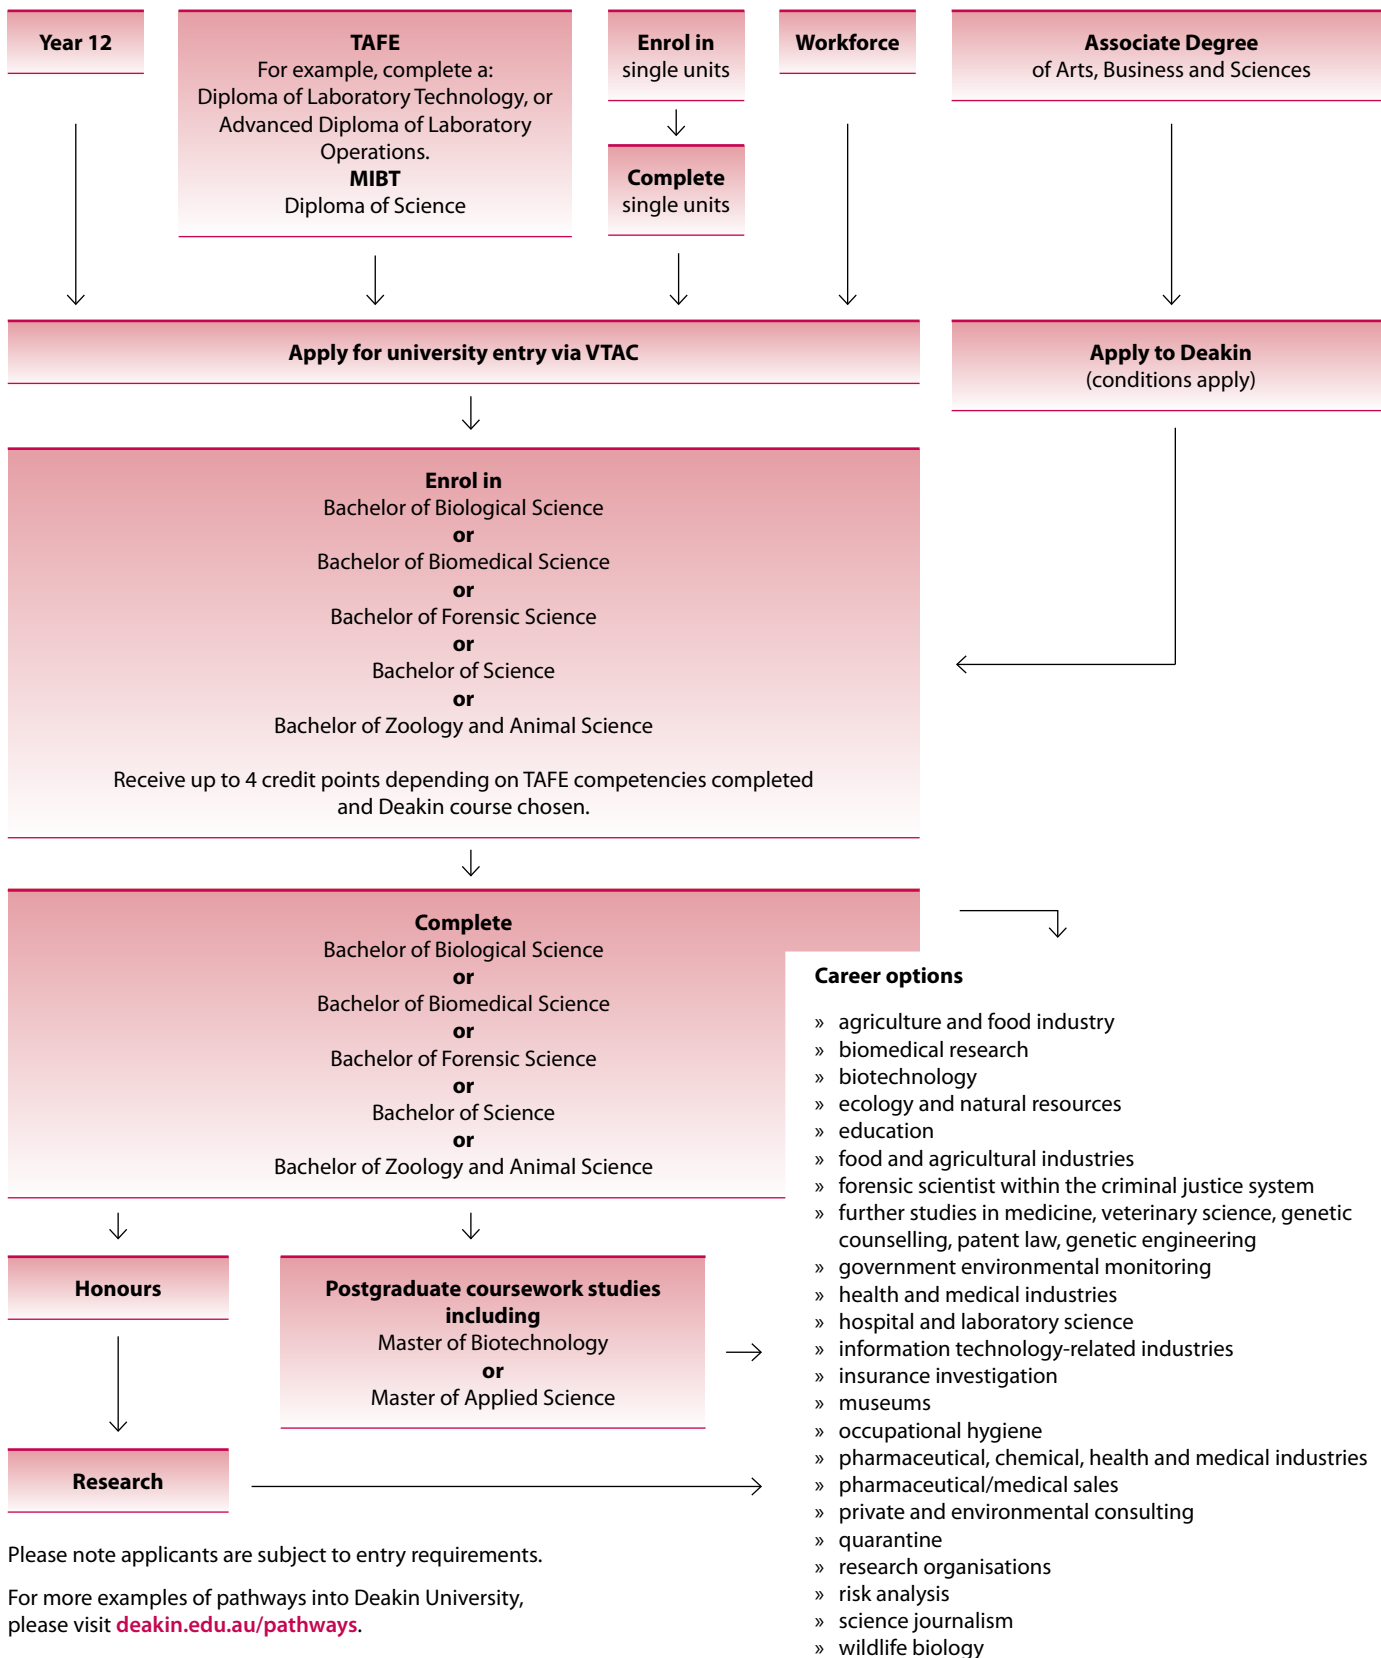 Year 12
TAFE
For example, complete a:
Diploma of Laboratory Technology, or
Advanced Diploma of Laboratory
Operations.
MIBT
Diploma of Science
Enrol in
single units
Complete
single units
Workforce
Associate Degree
of Arts, Business and Sciences
Apply for university entry via VTAC
Apply to Deakin
(conditions apply)
Enrol in
Bachelor of Biological Science
or
Bachelor of Biomedical Science
or
Bachelor of Forensic Science
or
Bachelor of Science
or
Bachelor of Zoology and Animal Science
Receive up to 4 credit points depending on TAFE competencies completed
and Deakin course chosen.
Complete
Bachelor of Biological Science
or
Bachelor of Biomedical Science
or
Bachelor of Forensic Science
or
Bachelor of Science
or
Bachelor of Zoology and Animal Science
Honours
Postgraduate coursework studies
including
Master of Biotechnology
or
Master of Applied Science
Research
Career options
» agriculture and food industry
» biomedical research
» biotechnology
» ecology and natural resources
» education
» food and agricultural industries
» forensic scientist within the criminal justice system
» further studies in medicine, veterinary science, genetic
counselling, patent law, genetic engineering
» government environmental monitoring
» health and medical industries
» hospital and laboratory science
» information technology-related industries
» insurance investigation
» museums
» occupational hygiene
» pharmaceutical, chemical, health and medical industries
» pharmaceutical/medical sales
» private and environmental consulting
» quarantine
» research organisations
» risk analysis
» science journalism
» wildlife biology
Please note applicants are subject to entry requirements.
For more examples of pathways into Deakin University,
please visit deakin.edu.au/pathways.